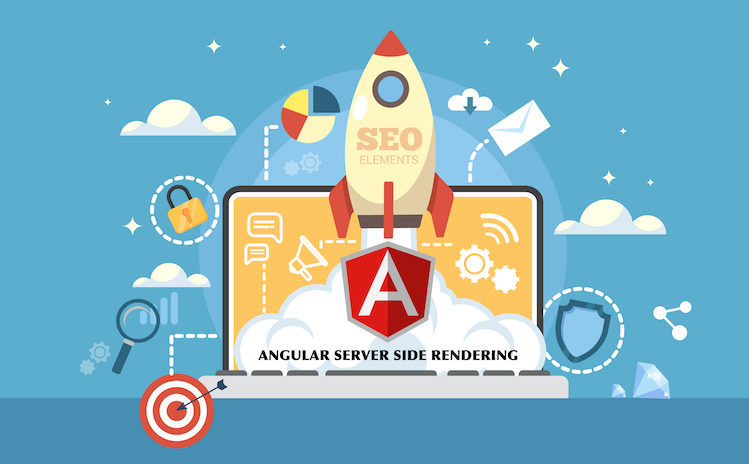 SEO
ELEMENTS
A
ANGULAR SERVER SIDE RENDERING